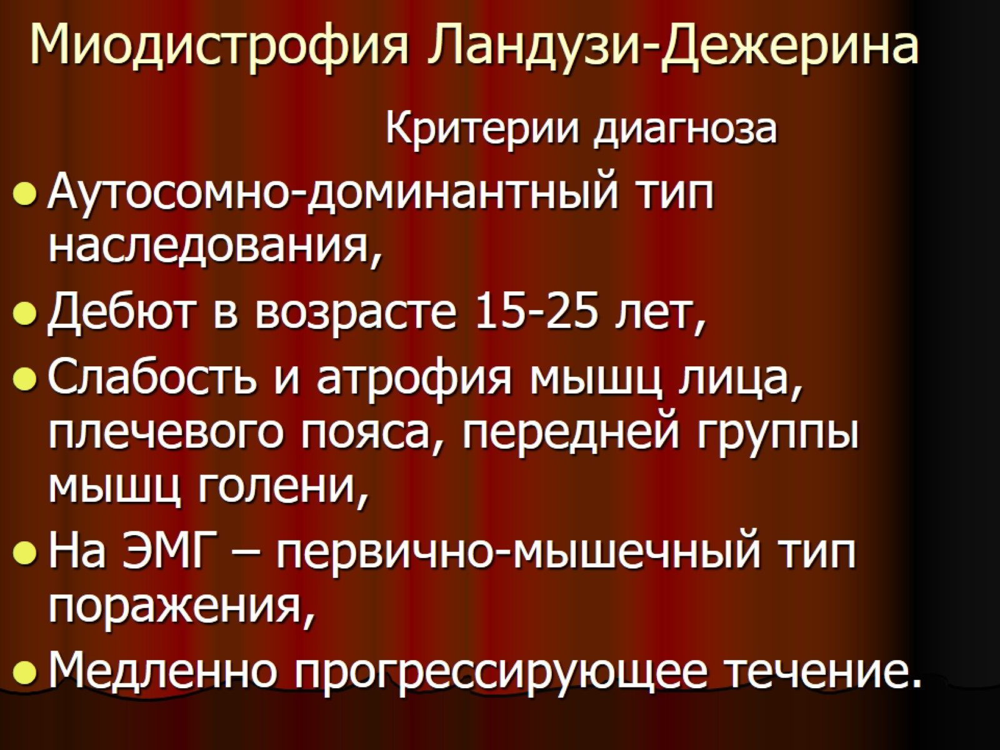 Миодистрофия Ландузи-Дежерина
Критерии диагноза
Аутосомно-доминантный тип
наследования,
Дебют в возрасте 15-25 лет,
Слабость и атрофия мышц лица,
плечевого пояса, передней группы
мышц голени,
На ЭМГ – первично-мышечный тип
поражения,
Медленно прогрессирующее течение.